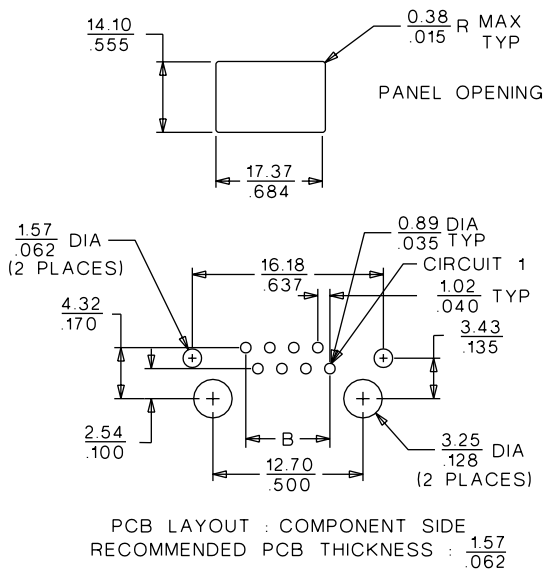 14.10
.555
0.38
.015 R MAX
TYP
PANEL OPENING
17.37
.684
1.57
.062 DIA
(2 PLACES)
0.89 DIA
.035 TYP
16.18
.637
CIRCUIT 1
1.02
.040 TYP
4.32
.170
3.43
.135
2.54
.100
B
3.25
.128 DIA
(2 PLACES)
12.70
.500
PCB LAYOUT : COMPONENT SIDE
RECOMMENDED PCB THICKNESS : 1.57
.062